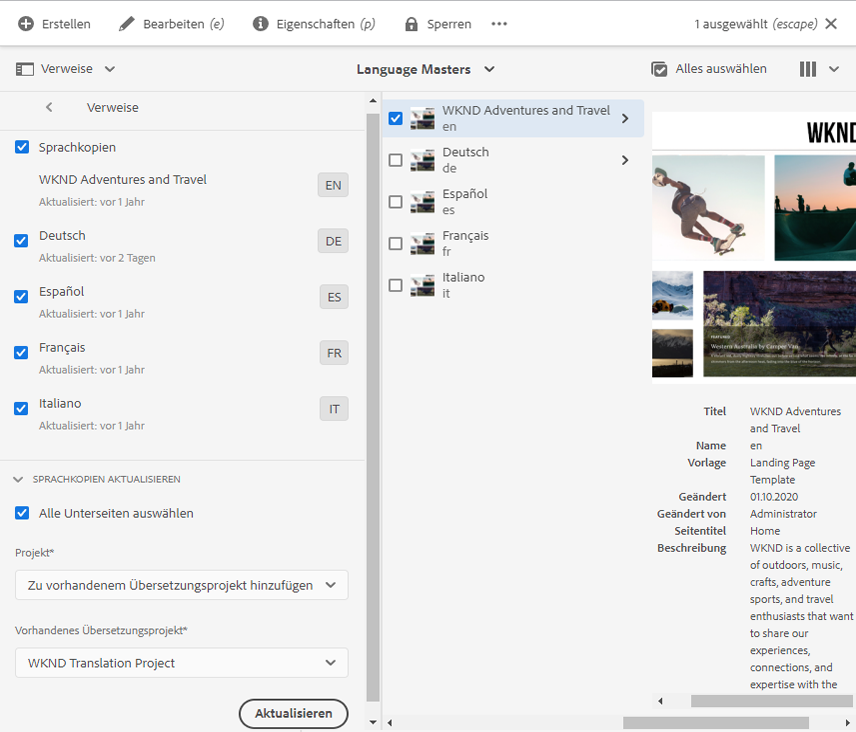 Erstellen Bearbeiten (e) Eigenschaften (p) Sperren 1 ausgewählt (escape)
Verweise Language Masters Alles auswählen
Verweise
Sprachkopien
WKND Adventures and Travel EN
Aktualisiert: vor 1 Jahr
Deutsch DE
Aktualisiert: vor 2 Tagen
Español ES
Aktualisiert: vor 1 Jahr
Français FR
Aktualisiert: vor 1 Jahr
Italiano IT
Aktualisiert: vor 1 Jahr
SPRACHKOPIEN AKTUALISIEREN
Alle Unterseiten auswählen
Projekt*
Zu vorhandenem Übersetzungsprojekt hinzufügen
Vorhandenes Übersetzungsprojekt*
WKND Translation Project
Aktualisieren
WKND Adventures and Travel
en
Deutsch
de
Español
es
Français
fr
Italiano
it
WKND
FEATURED
Western Australia by Camper Van
Titel WKND Adventures
and Travel
Name en
Vorlage Landing Page
Template
Geändert 01.10.2020
Geändert von Administrator
Seitentitel Home
Beschreibung WKND is a collective
of outdoors, music,
crafts, adventure
sports, and travel
enthusiasts that want
to share our
experiences,
connections, and
expertise with the